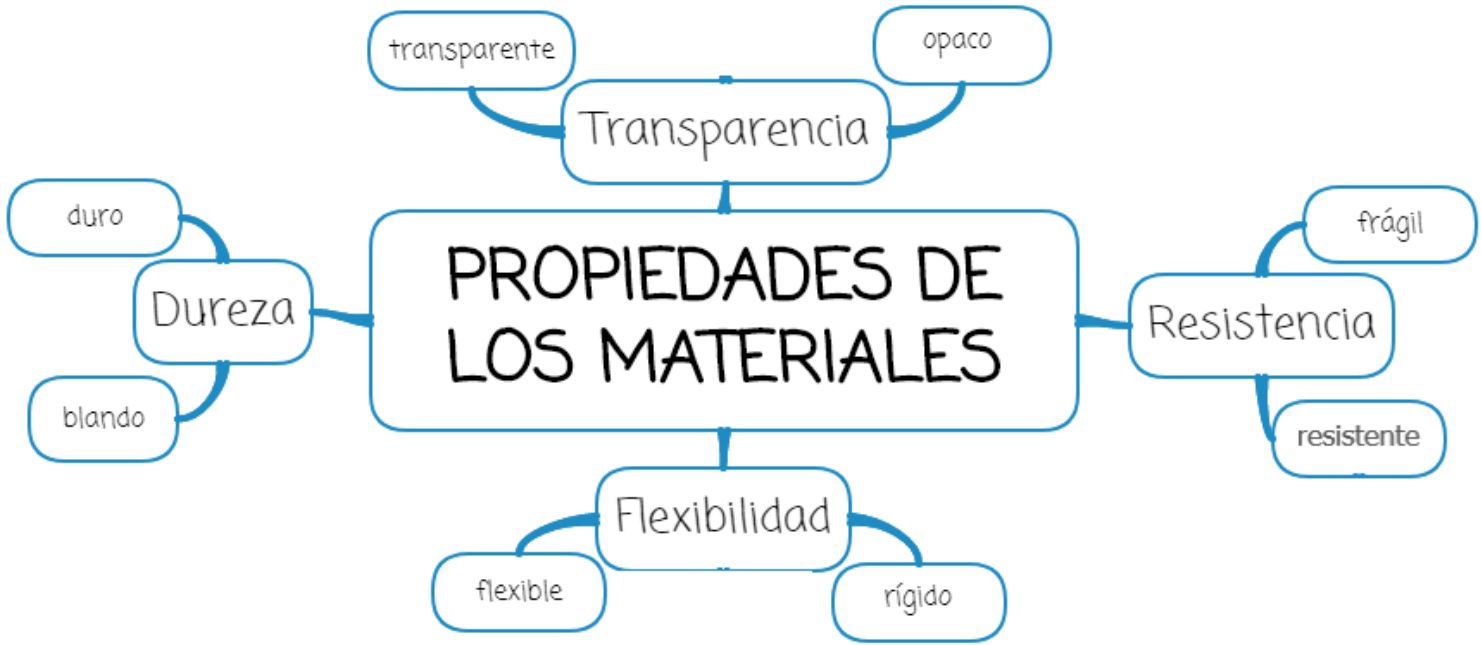 transparente
opaco
Transparencia
duro
frágil
PROPIEDADES DE
LOS MATERIALES
Dureza
Resistencia
blando
resistente
Flexibilidad
flexible
rígido